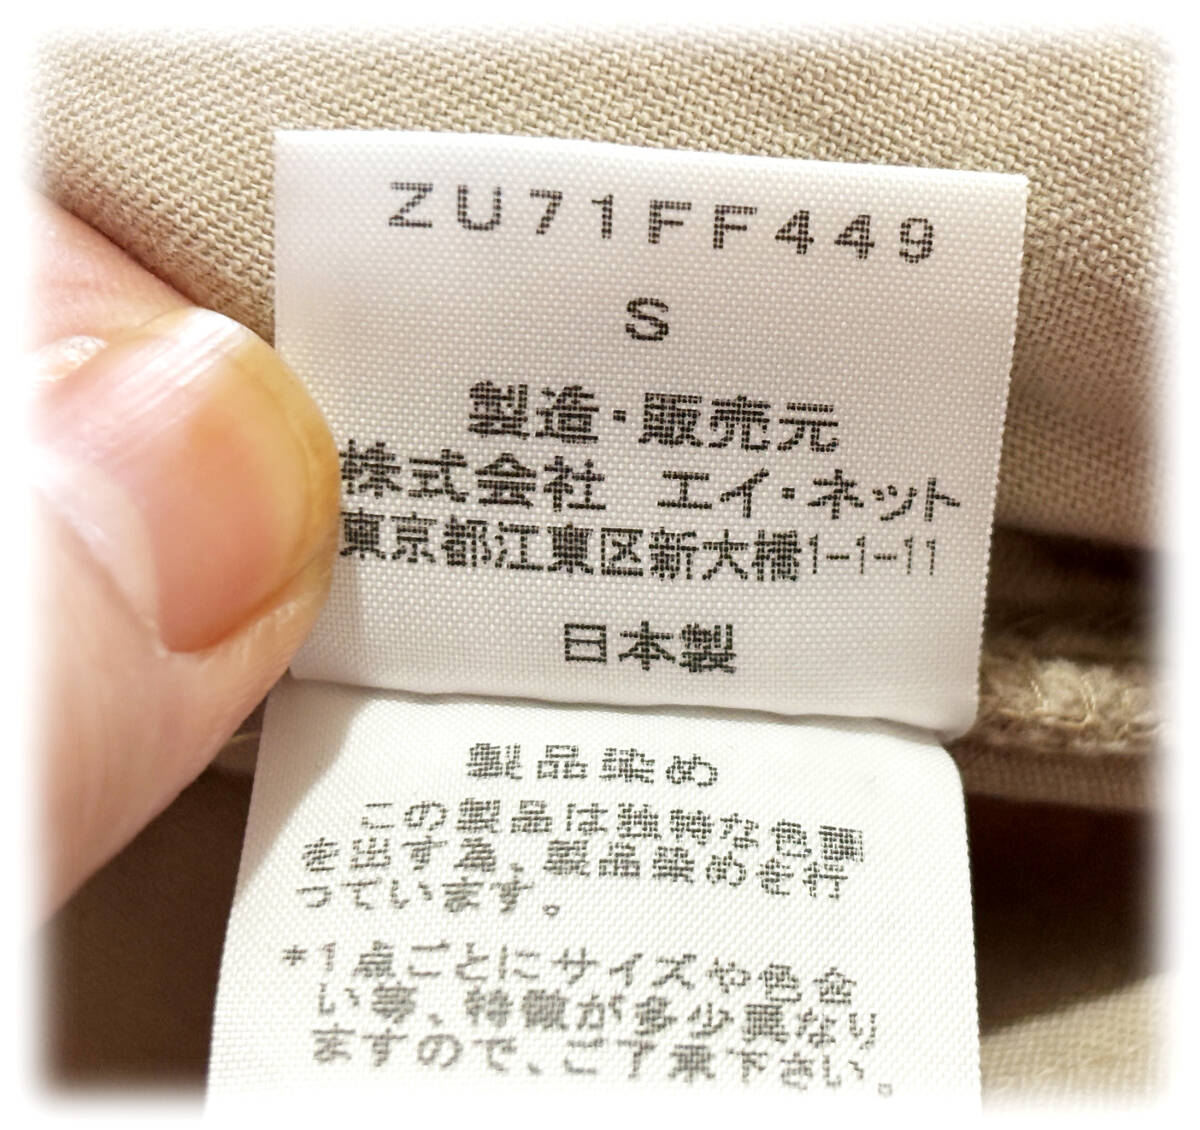 ZU71FF449
S
製造・販売元
株式会社 エイ・ネット
東京都江東区新大橋1-1-11
日本製
製品染め
この製品は独特な色調
を出す為、製品染めを行
っています。
*1点ごとにサイズや色合
い等、特徴が多少異なり
ますので、ご了承下さい。